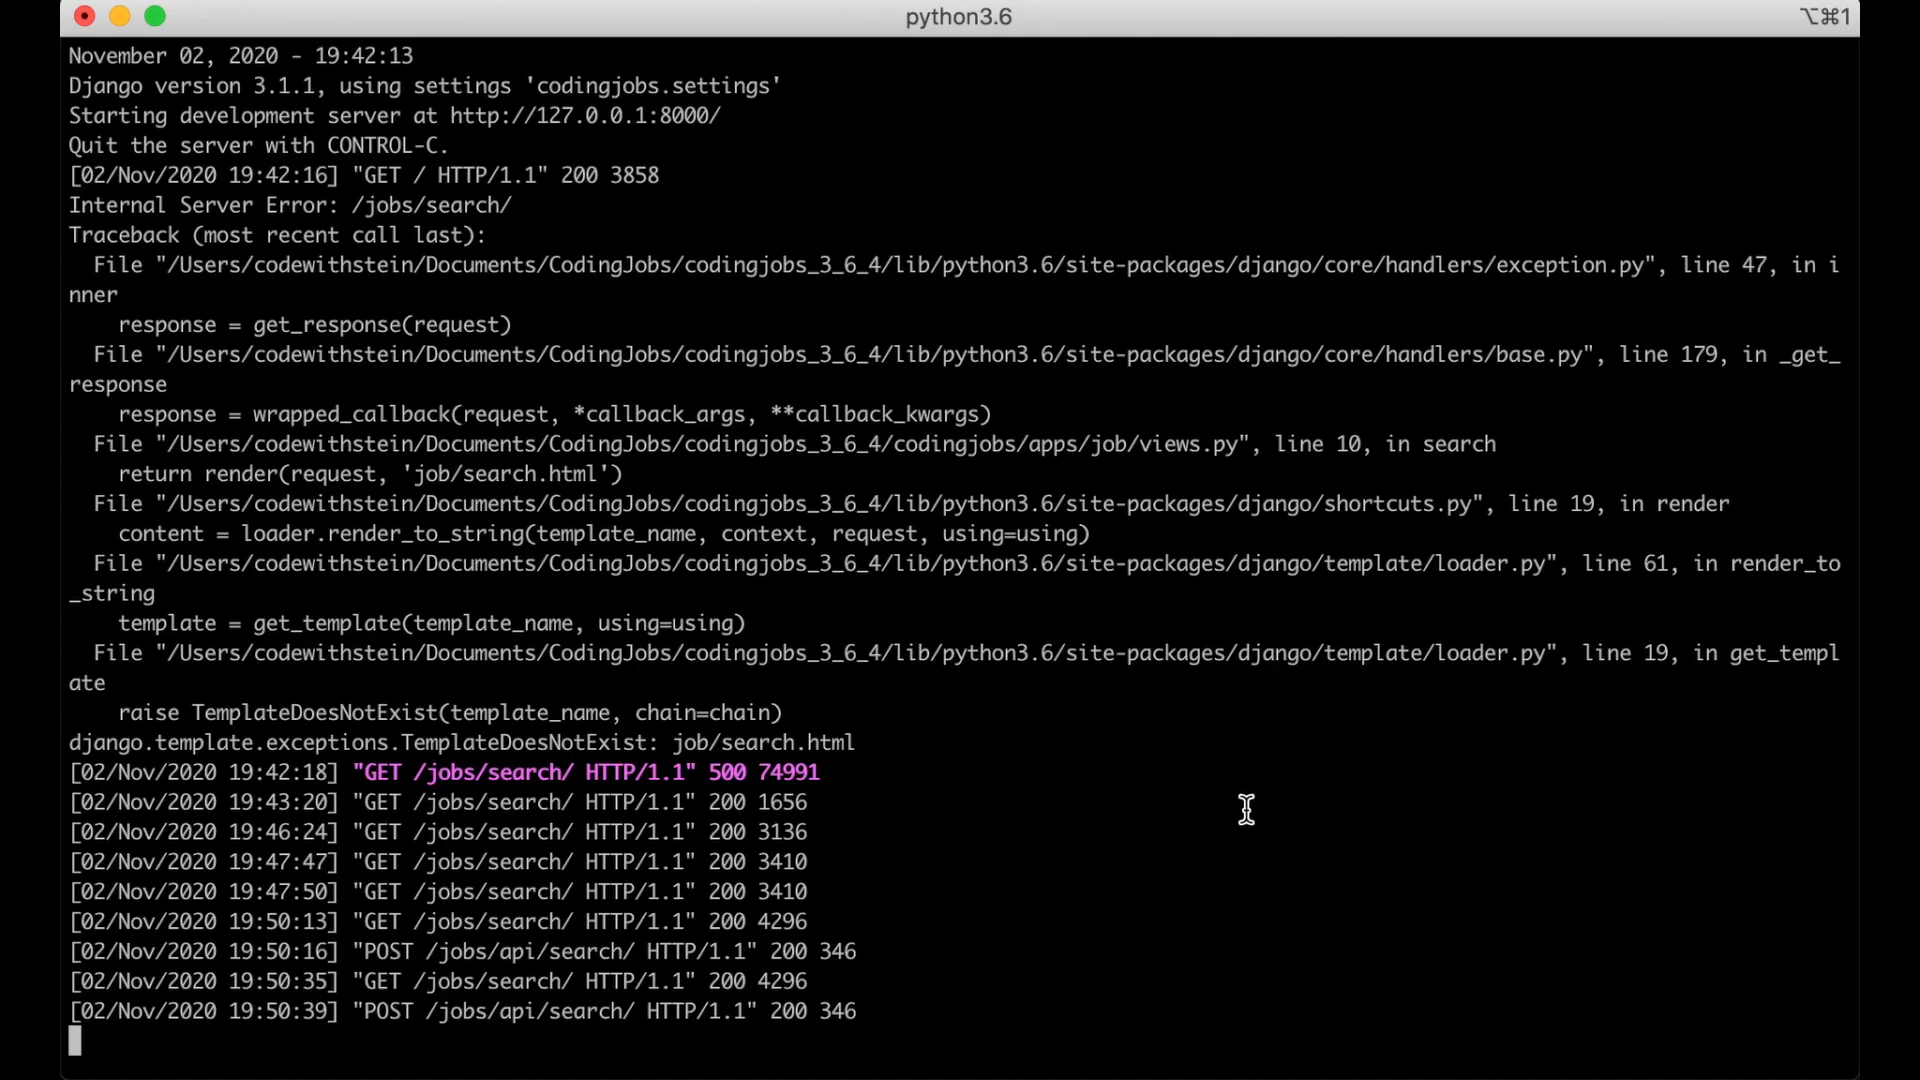 python3.6
⌥⌘1
November 02, 2020 - 19:42:13
Django version 3.1.1, using settings 'codingjobs.settings'
Starting development server at http://127.0.0.1:8000/
Quit the server with CONTROL-C.
[02/Nov/2020 19:42:16] "GET / HTTP/1.1" 200 3858
Internal Server Error: /jobs/search/
Traceback (most recent call last):
  File "/Users/codewithstein/Documents/CodingJobs/codingjobs_3_6_4/lib/python3.6/site-packages/django/core/handlers/exception.py", line 47, in i
nner
    response = get_response(request)
  File "/Users/codewithstein/Documents/CodingJobs/codingjobs_3_6_4/lib/python3.6/site-packages/django/core/handlers/base.py", line 179, in _get_
response
    response = wrapped_callback(request, *callback_args, **callback_kwargs)
  File "/Users/codewithstein/Documents/CodingJobs/codingjobs_3_6_4/codingjobs/apps/job/views.py", line 10, in search
    return render(request, 'job/search.html')
  File "/Users/codewithstein/Documents/CodingJobs/codingjobs_3_6_4/lib/python3.6/site-packages/django/shortcuts.py", line 19, in render
    content = loader.render_to_string(template_name, context, request, using=using)
  File "/Users/codewithstein/Documents/CodingJobs/codingjobs_3_6_4/lib/python3.6/site-packages/django/template/loader.py", line 61, in render_to
_string
    template = get_template(template_name, using=using)
  File "/Users/codewithstein/Documents/CodingJobs/codingjobs_3_6_4/lib/python3.6/site-packages/django/template/loader.py", line 19, in get_templ
ate
    raise TemplateDoesNotExist(template_name, chain=chain)
django.template.exceptions.TemplateDoesNotExist: job/search.html
[02/Nov/2020 19:42:18] "GET /jobs/search/ HTTP/1.1" 500 74991
[02/Nov/2020 19:43:20] "GET /jobs/search/ HTTP/1.1" 200 1656
[02/Nov/2020 19:46:24] "GET /jobs/search/ HTTP/1.1" 200 3136
[02/Nov/2020 19:47:47] "GET /jobs/search/ HTTP/1.1" 200 3410
[02/Nov/2020 19:47:50] "GET /jobs/search/ HTTP/1.1" 200 3410
[02/Nov/2020 19:50:13] "GET /jobs/search/ HTTP/1.1" 200 4296
[02/Nov/2020 19:50:16] "POST /jobs/api/search/ HTTP/1.1" 200 346
[02/Nov/2020 19:50:35] "GET /jobs/search/ HTTP/1.1" 200 4296
[02/Nov/2020 19:50:39] "POST /jobs/api/search/ HTTP/1.1" 200 346